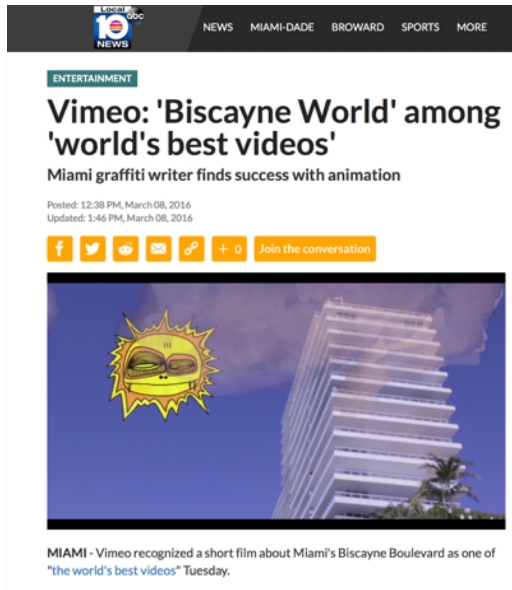 Local
10 abc
NEWS
NEWS MIAMI-DADE BROWARD SPORTS MORE
ENTERTAINMENT
Vimeo: 'Biscayne World' among
'world's best videos'
Miami graffiti writer finds success with animation
Posted: 12:38 PM, March 08, 2016
Updated: 1:46 PM, March 08, 2016
+ 0 Join the conversation
MIAMI - Vimeo recognized a short film about Miami's Biscayne Boulevard as one of
"the world's best videos" Tuesday.